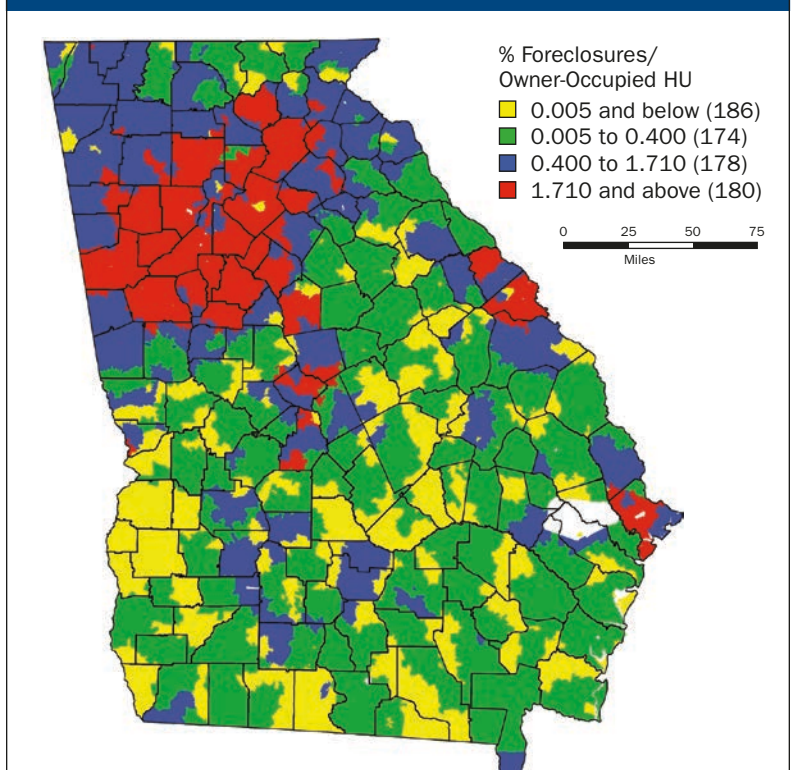 % Foreclosures/
Owner-Occupied HU
0.005 and below (186)
0.005 to 0.400 (174)
0.400 to 1.710 (178)
1.710 and above (180)
0 25 50 75
Miles